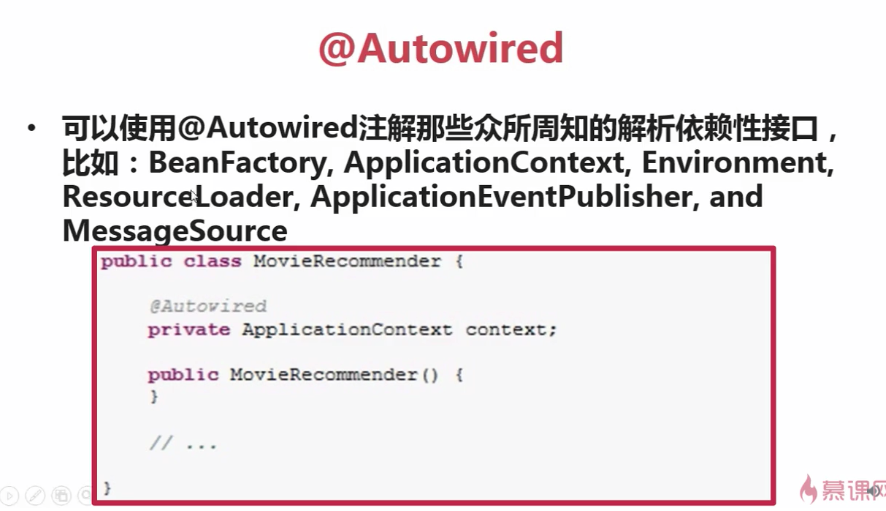 @Autowired
• 可以使用@Autowired注解那些众所周知的解析依赖性接口，
比如：BeanFactory, ApplicationContext, Environment,
ResourceLoader, ApplicationEventPublisher, and
MessageSource
public class MovieRecommender {
@Autowired
private ApplicationContext context;
public MovieRecommender() {
}
// ...
}
慕课网